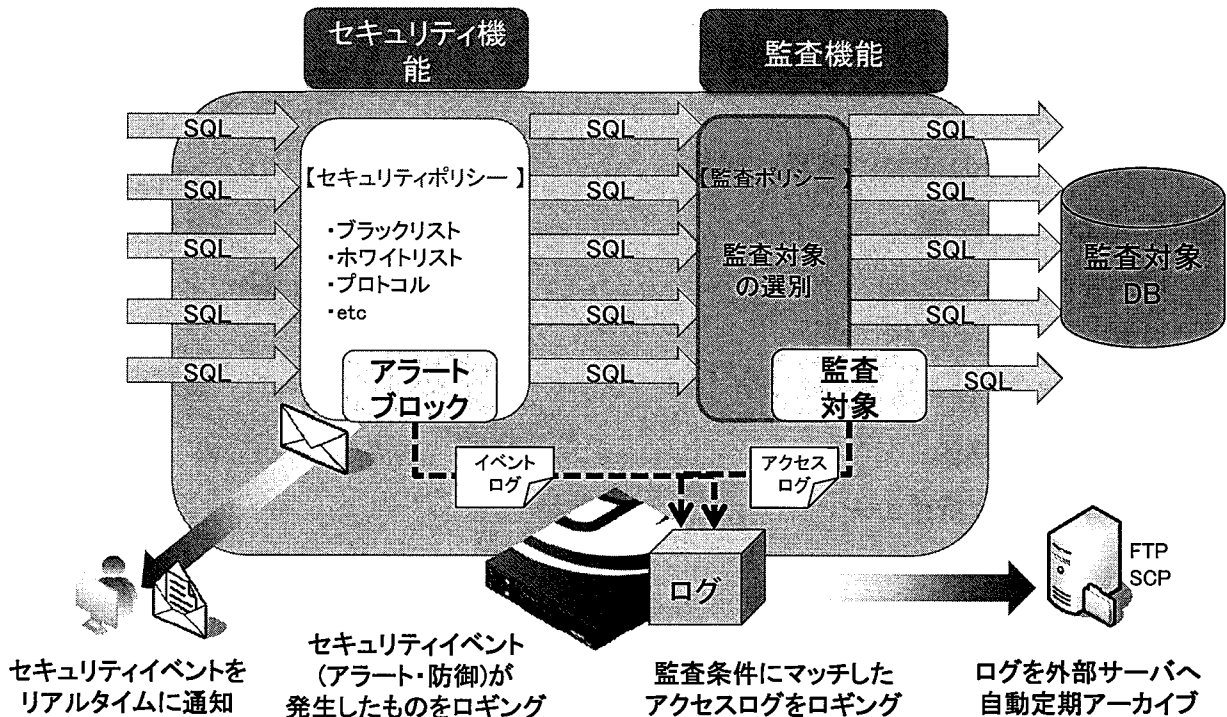 セキュリティ機
能
監査機能
SQL
SQL
SQL
SQL
SQL
【セキュリティポリシー】
・ブラックリスト
・ホワイトリスト
・プロトコル
・etc
アラート
ブロック
SQL
SQL
SQL
SQL
SQL
【監査ポリシー】
監査対象
の選別
監査
対象
SQL
SQL
SQL
SQL
SQL
監査対象
DB
イベント
ログ
アクセス
ログ
ログ
FTP
SCP
セキュリティイベントを
リアルタイムに通知
セキュリティイベント
(アラート・防御)が
発生したものをロギング
監査条件にマッチした
アクセスログをロギング
ログを外部サーバへ
自動定期アーカイブ